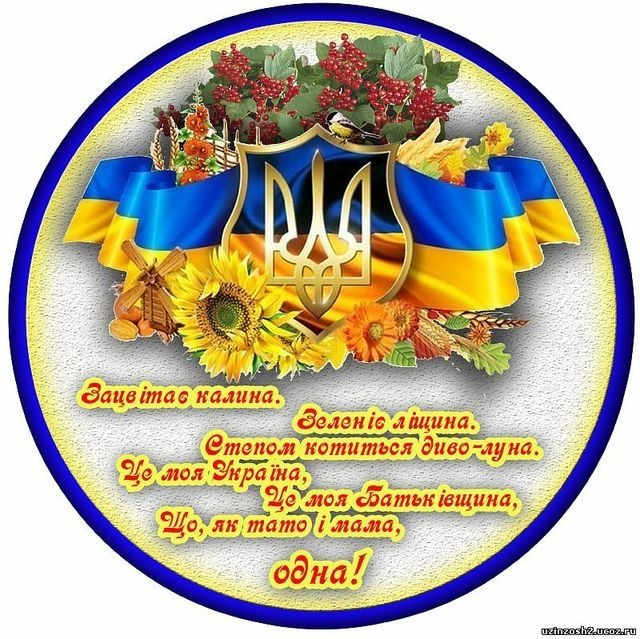 Зацвітає калина.
Зеленіє ліщина.
Степом котиться диво-луна.
Це моя Україна,
Це моя Батьківщина,
Що, як тато і мама,
одна!
uzinzosh2.ucoz.ru